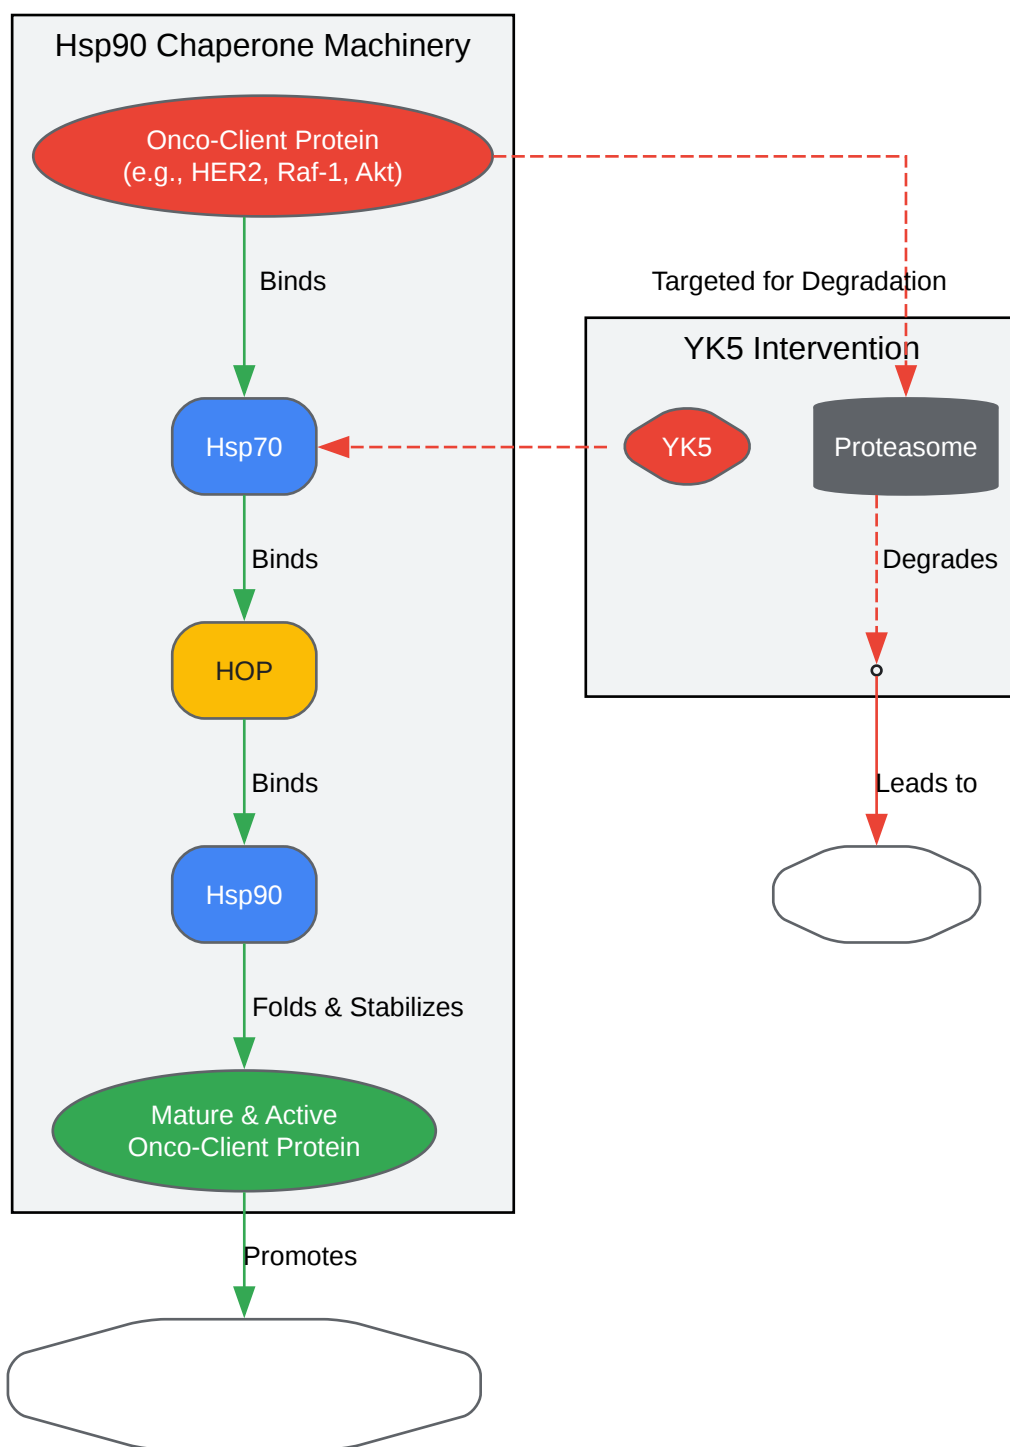 Hsp90 Chaperone Machinery
Onco-Client Protein
(e.g., HER2, Raf-1, Akt)
Binds
Targeted for Degradation
YK5 Intervention
Hsp70
YK5
Proteasome
Binds
Degrades
HOP
Binds
Leads to
Hsp90
Folds & Stabilizes
Mature & Active
Onco-Client Protein
Promotes